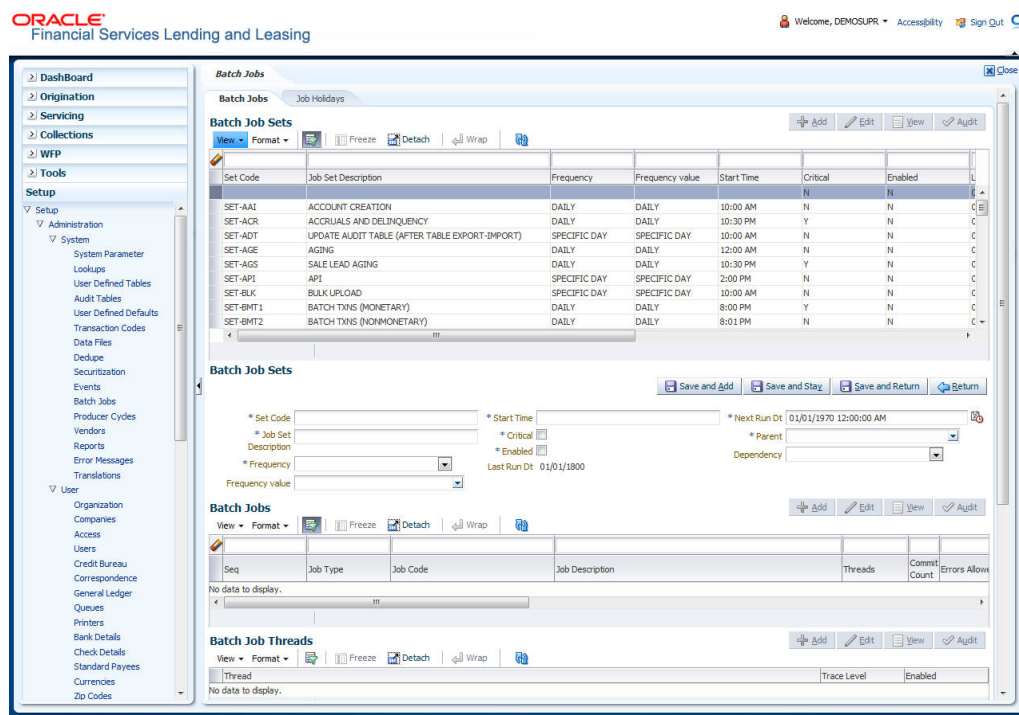 ORACLE
Financial Services Lending and Leasing
Welcome, DEMOSUPR
Accessibility
Sign Out
DashBoard
Origination
Servicing
Collections
WFP
Tools
Setup
Setup
Administration
System
System Parameter
Lookups
User Defined Tables
Audit Tables
User Defined Defaults
Transaction Codes
Data Files
Dedupe
Securitization
Events
Batch Jobs
Producer Cycles
Vendors
Reports
Error Messages
Translations
User
Organization
Companies
Access
Users
Credit Bureau
Correspondence
General Ledger
Queues
Printers
Bank Details
Check Details
Standard Payees
Currencies
Zip Codes
Batch Jobs
Close
Batch Jobs Job Holidays
Batch Job Sets
Add Edit View Audit
View Format Freeze Detach Wrap
Set Code Job Set Description Frequency Frequency value Start Time Critical Enabled L
N N
SET-AAI ACCOUNT CREATION DAILY DAILY 10:00 AM N N
SET-ACR ACCRUALS AND DELINQUENCY DAILY DAILY 10:30 PM Y N
SET-ADT UPDATE AUDIT TABLE (AFTER TABLE EXPORT-IMPORT) SPECIFIC DAY SPECIFIC DAY 10:00 AM N N
SET-AGE AGING DAILY DAILY 12:00 AM N N
SET-AGS SALE LEAD AGING DAILY DAILY 10:30 PM Y N
SET-API API SPECIFIC DAY SPECIFIC DAY 2:00 PM N N
SET-BLK BULK UPLOAD SPECIFIC DAY SPECIFIC DAY 10:00 AM N N
SET-BMT1 BATCH TXNS (MONETARY) DAILY DAILY 8:00 PM Y N
SET-BMT2 BATCH TXNS (NONMONETARY) DAILY DAILY 8:01 PM N N
Batch Job Sets
Save and Add Save and Stay Save and Return Return
* Set Code
* Job Set Description
* Frequency
Frequency value
* Start Time
* Critical
* Enabled
Last Run Dt 01/01/1800
* Next Run Dt 01/01/1970 12:00:00 AM
* Parent
Dependency
Batch Jobs
Add Edit View Audit
View Format Freeze Detach Wrap
Seq Job Type Job Code Job Description Threads Commit Count Errors Allowe
No data to display.
Batch Job Threads
Add Edit View Audit
View Format Freeze Detach Wrap
Thread Trace Level Enabled
No data to display.